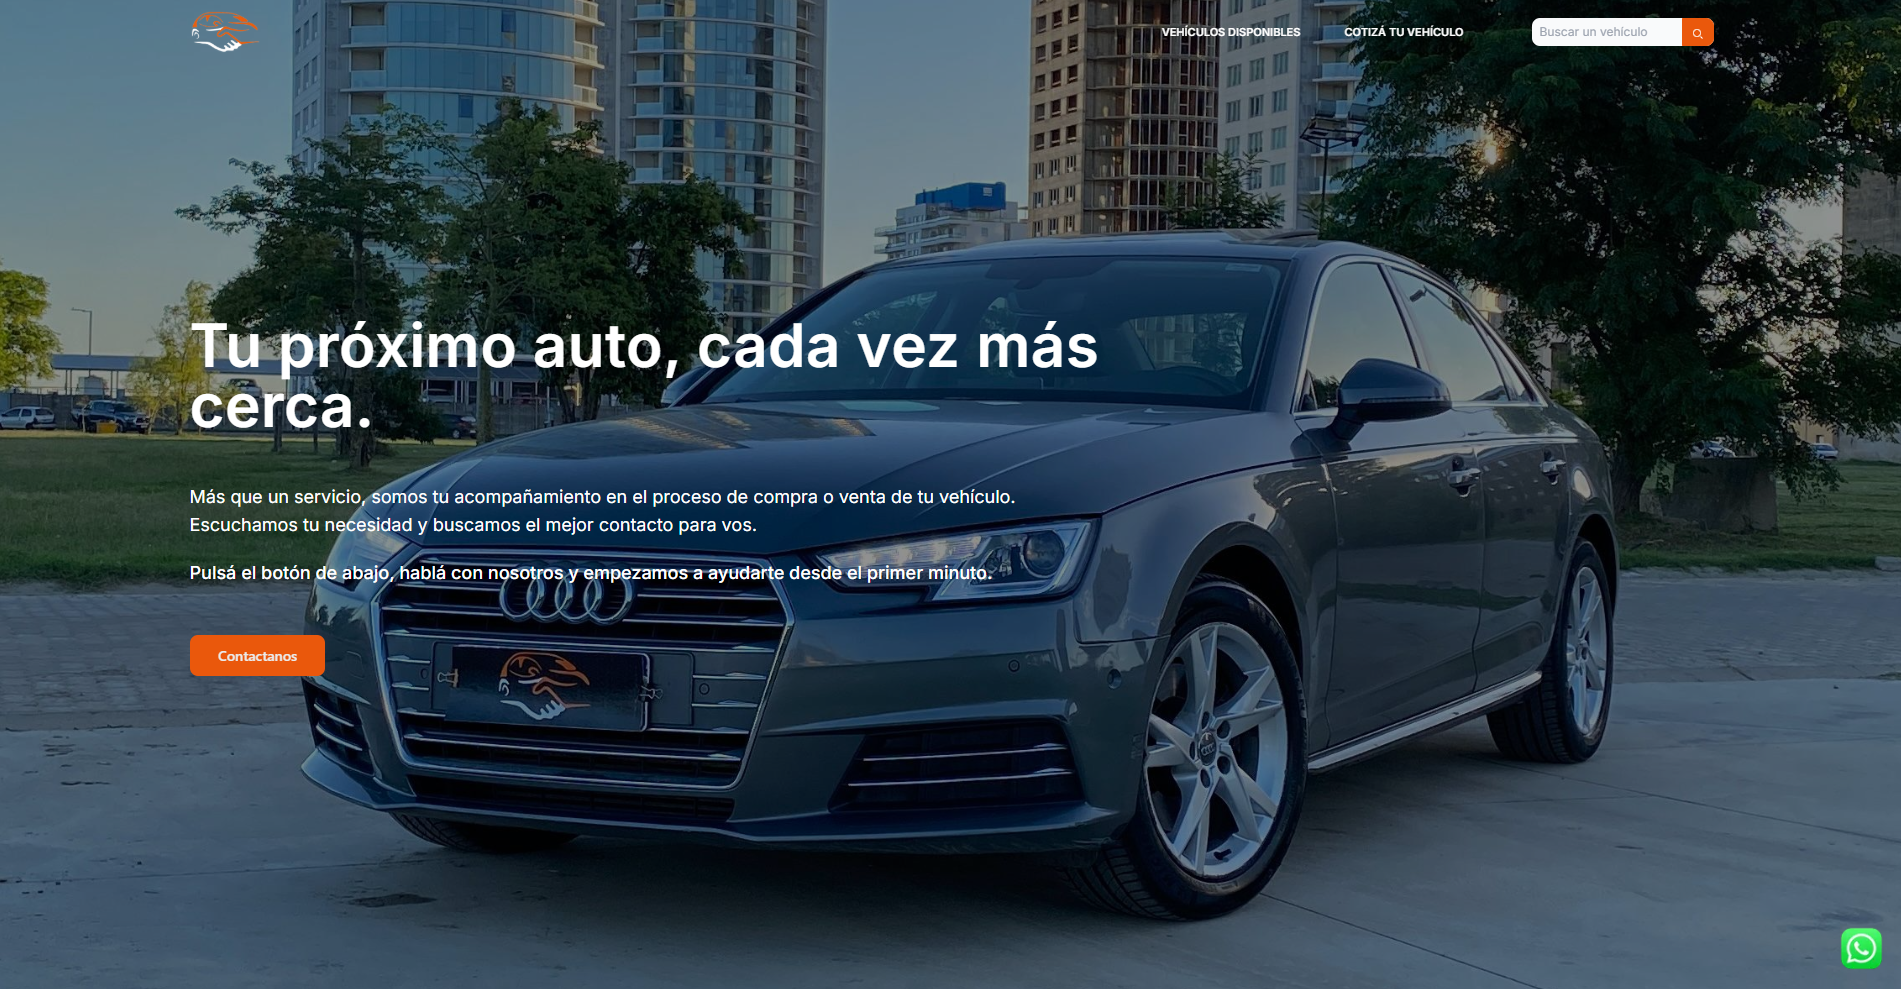 VEHÍCULOS DISPONIBLES
COTIZÁ TU VEHÍCULO
Buscar un vehículo
Tu próximo auto, cada vez más
cerca.
Más que un servicio, somos tu acompañamiento en el proceso de compra o venta de tu vehículo.
Escuchamos tu necesidad y buscamos el mejor contacto para vos.
Pulsá el botón de abajo, hablá con nosotros y empezamos a ayudarte desde el primer minuto.
Contactanos